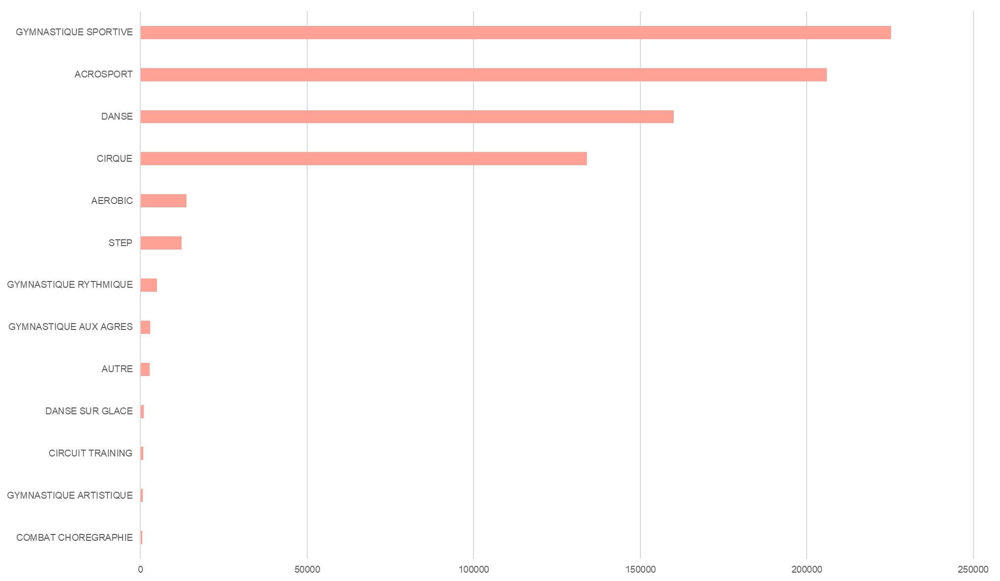 GYMNASTIQUE SPORTIVE
ACROSPORT
DANSE
CIRQUE
AEROBIC
STEP
GYMNASTIQUE RYTHMIQUE
GYMNASTIQUE AUX AGRES
AUTRE
DANSE SUR GLACE
CIRCUIT TRAINING
GYMNASTIQUE ARTISTIQUE
COMBAT CHOREGRAPHIE
0 50000 100000 150000 200000 250000